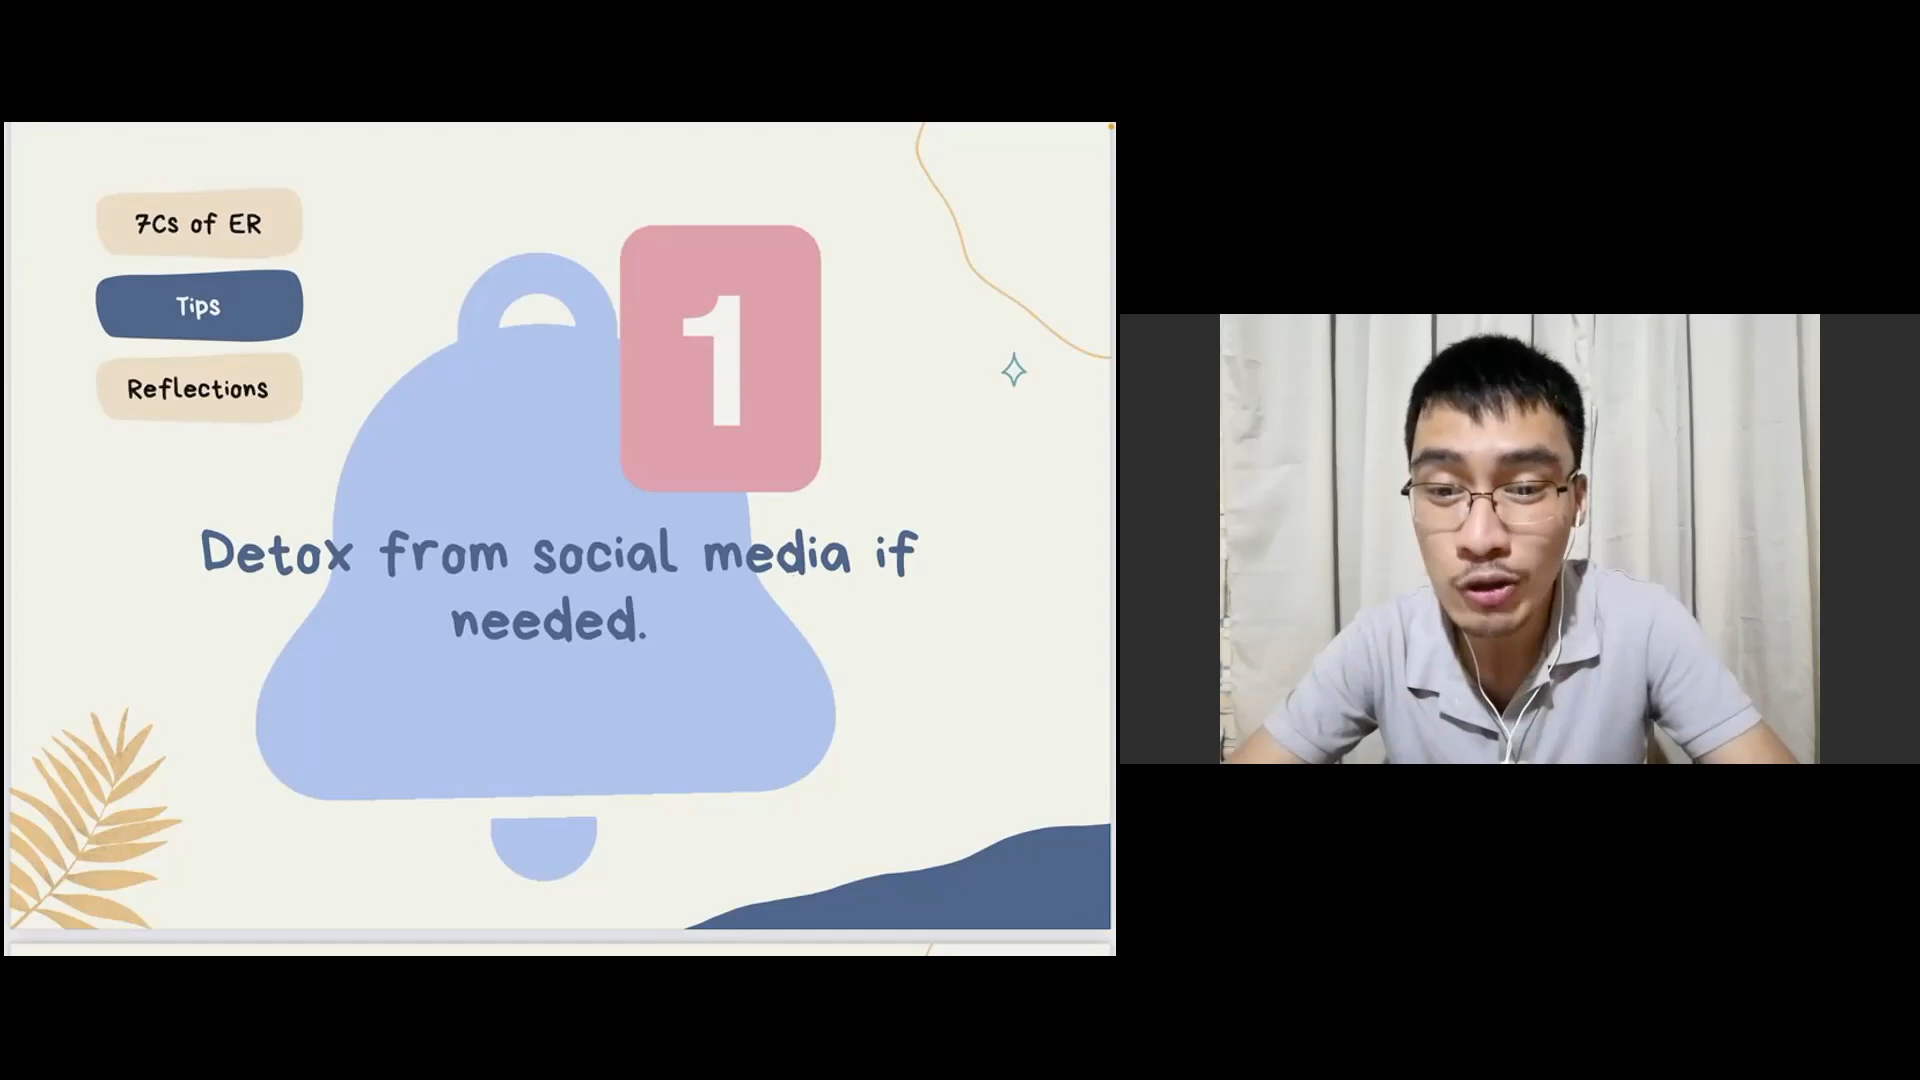 7Cs of ER
Tips
Reflections
1
Detox from social media if
needed.